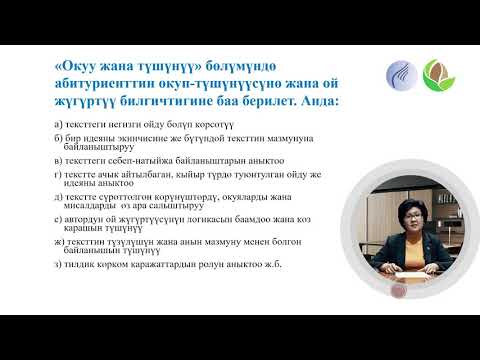 «Окуу жана түшүнүү» бөлүмүндө
абитуриенттин окуп-түшүнүүсүнө жана ой
жүгүртүү билгичтигине баа берилет. Анда:
а) тексттеги негизги ойду бөлүп көрсөтүү
б) бир идеяны экинчисине же бүтүндөй тексттин мазмунуна
байланыштыруу
в) тексттеги себеп-натыйжа байланыштарын аныктоо
г) текстте ачык айтылбаган, кыйыр түрдө туюнтулган ойду же
идеяны аныктоо
д) текстте сүрөттөлгөн көрүнүштөрдү, окуяларды жана
мисалдарды өз ара салыштыруу
е) автордун ой жүгүртүүсүнүн логикасын баамдоо жана көз
карашын түшүнүү
ж) тексттин түзүлүшүн жана анын мазмуну менен болгон
байланышын түшүнүү
з) тилдик көркөм каражаттардын ролун аныктоо ж.б.